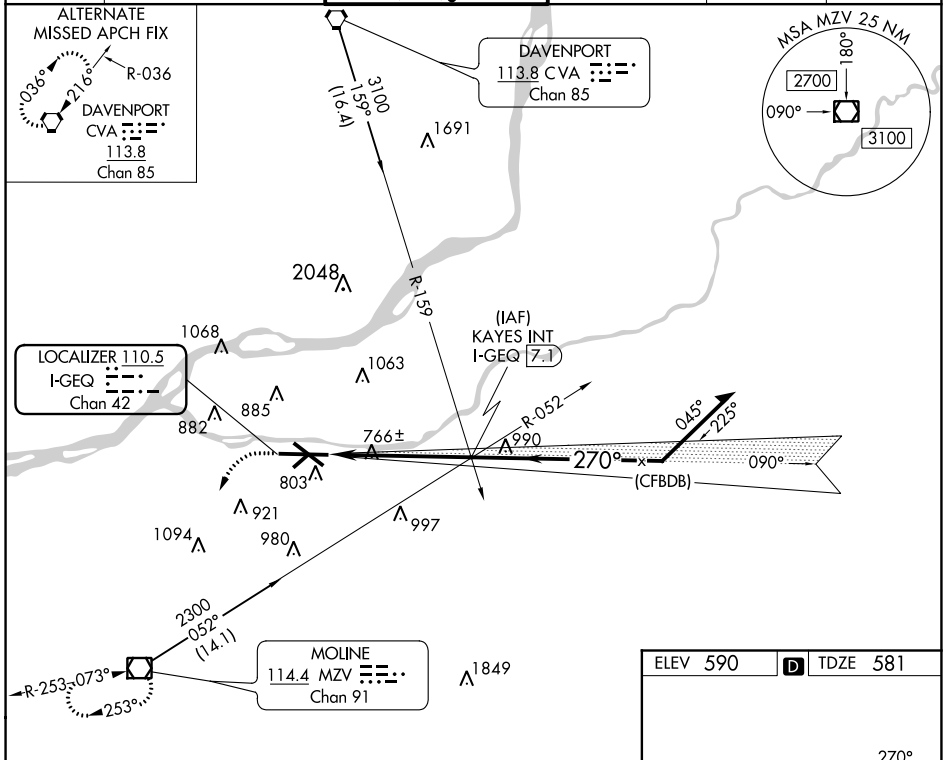 ALTERNATE
MISSED APCH FIX
036°
216°
R-036
DAVENPORT
CVA
113.8
Chan 85
DAVENPORT
113.8 CVA
Chan 85
MSA MZV 25 NM
180°
2700
090°
3100
3100
159°
(16.4)
1691
2048
R-159
(IAF)
KAYES INT
I-GEQ 7.1
1068
LOCALIZER 110.5
I-GEQ
Chan 42
1063
885
882
R-052
045°
225°
766±
990
270°
x
090°
(CFBDB)
803
921
997
1094
980
2300
052°
(14.1)
MOLINE
114.4 MZV
Chan 91
1849
R-253
073°
253°
ELEV 590
D
TDZE 581
270°